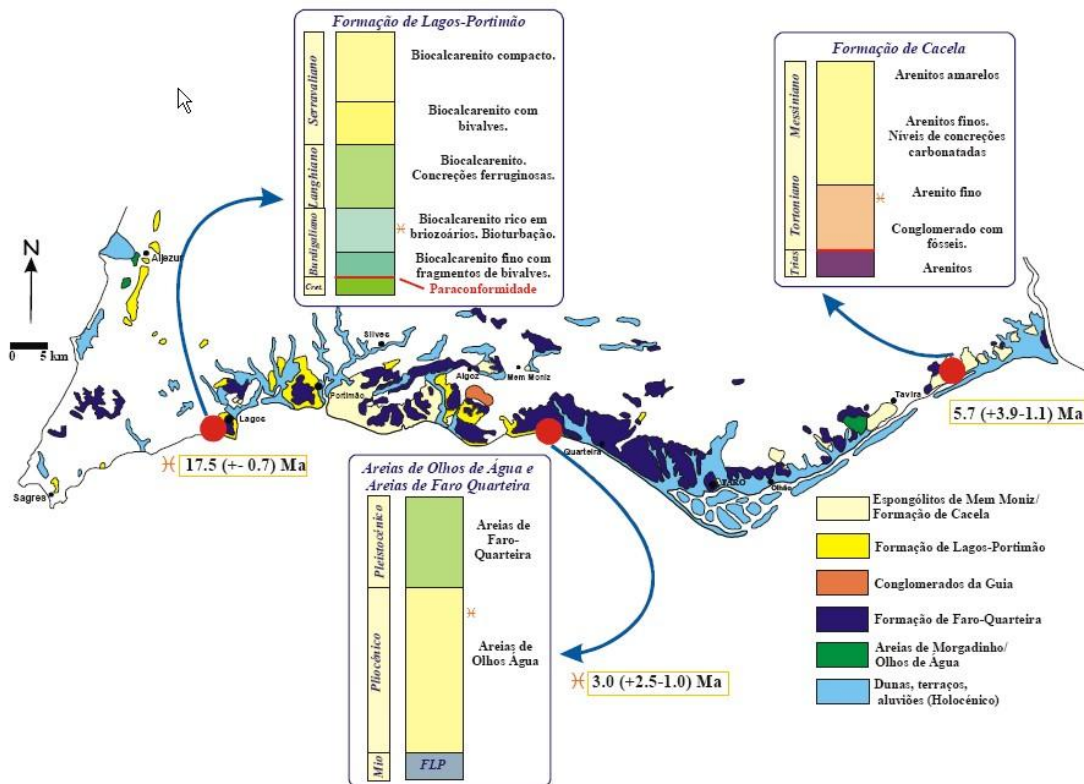 Formação de Lagos-Portimão
Serravaliano
Langhiano
Burdigaliano
Cret.
Biocalcarenito compacto.
Biocalcarenito com
bivalves.
Biocalcarenito.
Concreções ferruginosas.
Biocalcarenito rico em
briozoários. Bioturbação.
Biocalcarenito fino com
fragmentos de bivalves.
Paraconformidade
Formação de Cacela
Messiniano
Tortoniano
Trias
Arenitos amarelos
Arenitos finos.
Níveis de concreções
carbonatadas
Arenito fino
Conglomerado com
fósseis.
Arenitos
N
0 5 km
Aljezur
Silves
Mem Moniz
Algoz
Portimão
Lagos
Sagres
Quarteira
FARO
Olhão
Tavira
17.5 (+- 0.7) Ma
5.7 (+3.9-1.1) Ma
3.0 (+2.5-1.0) Ma
Areias de Olhos de Água e
Areias de Faro Quarteira
Pleistocénico
Pliocénico
Mio
Areias de
Faro-
Quarteira
Areias de
Olhos Água
FLP
Espongólitos de Mem Moniz/
Formação de Cacela
Formação de Lagos-Portimão
Conglomerados da Guia
Formação de Faro-Quarteira
Areias de Morgadinho/
Olhos de Água
Dunas, terraços,
aluviões (Holocénico)